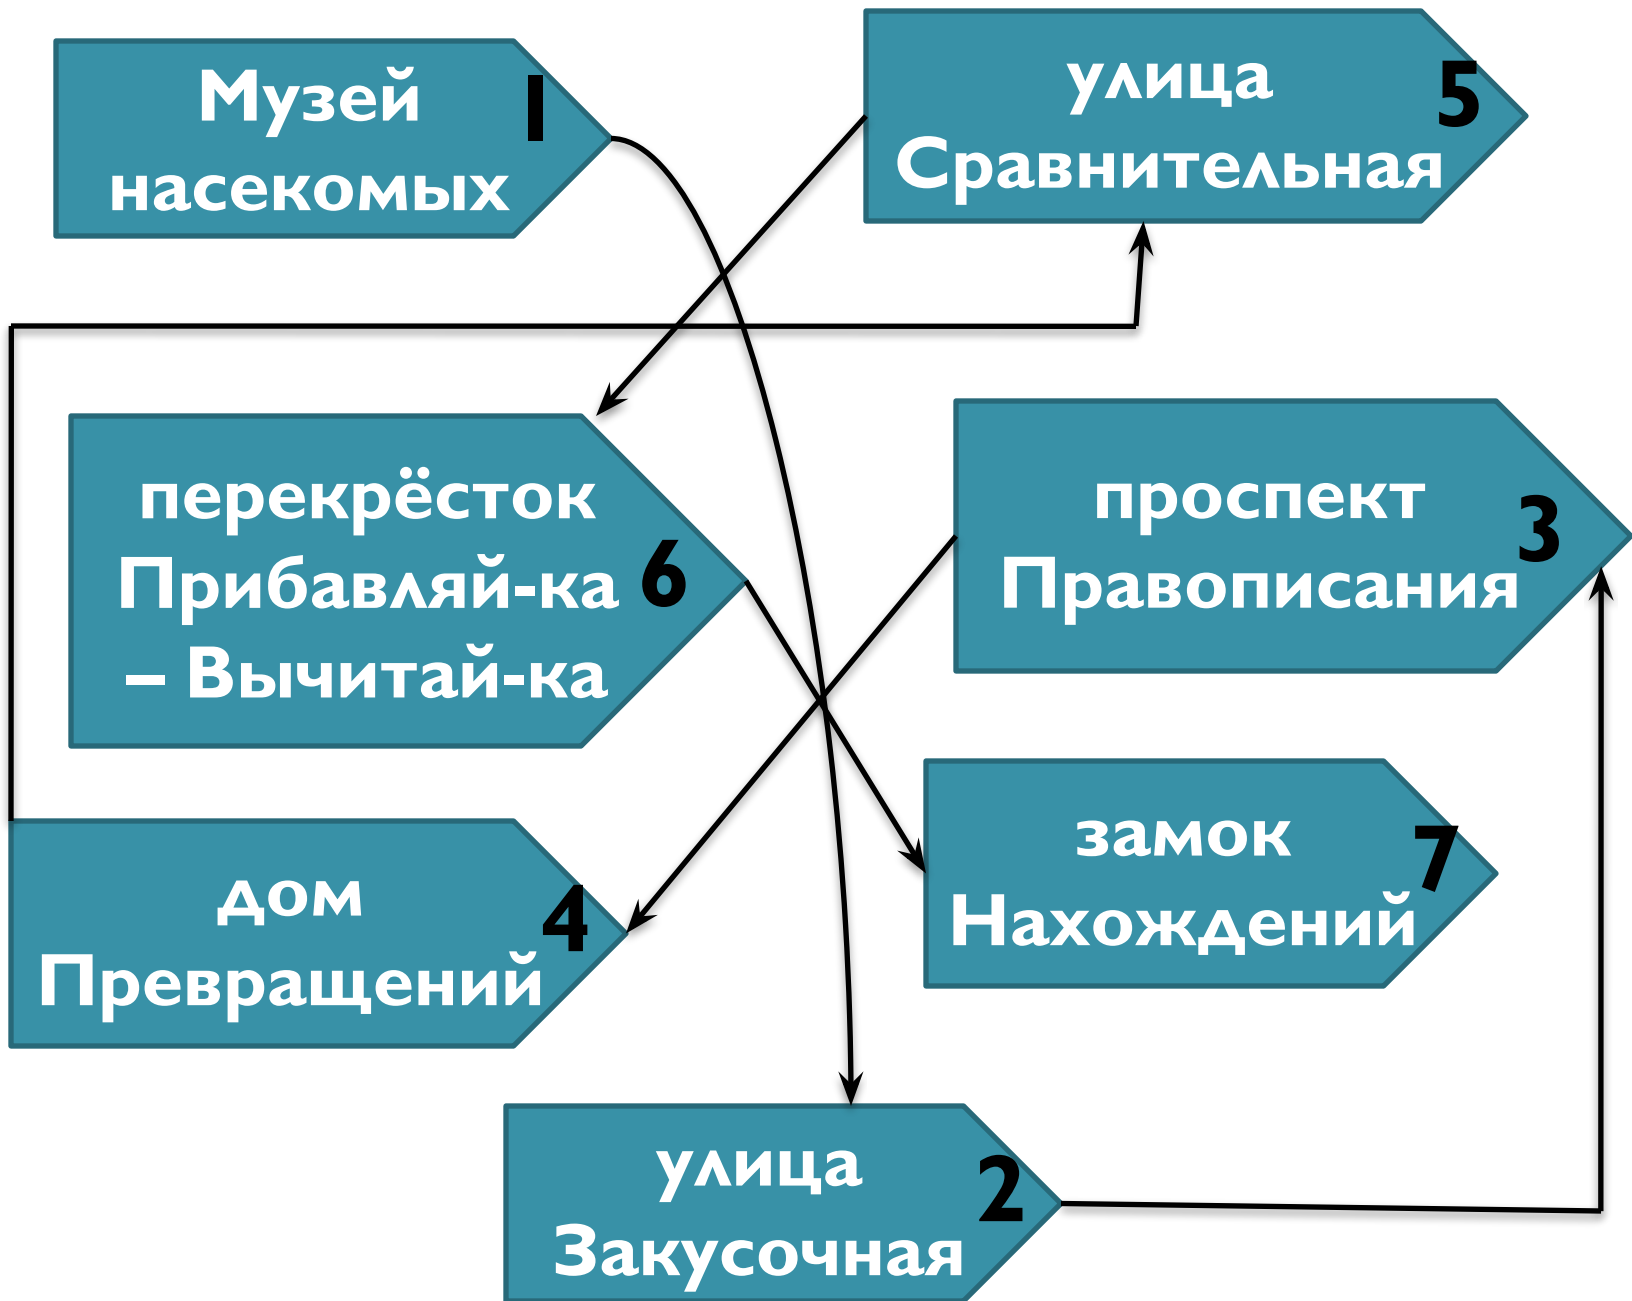 Музей
насекомых
1
улица
Сравнительная
5
перекрёсток
Прибавляй-ка
– Вычитай-ка
6
проспект
Правописания
3
дом
Превращений
4
замок
Нахождений
7
улица
Закусочная
2